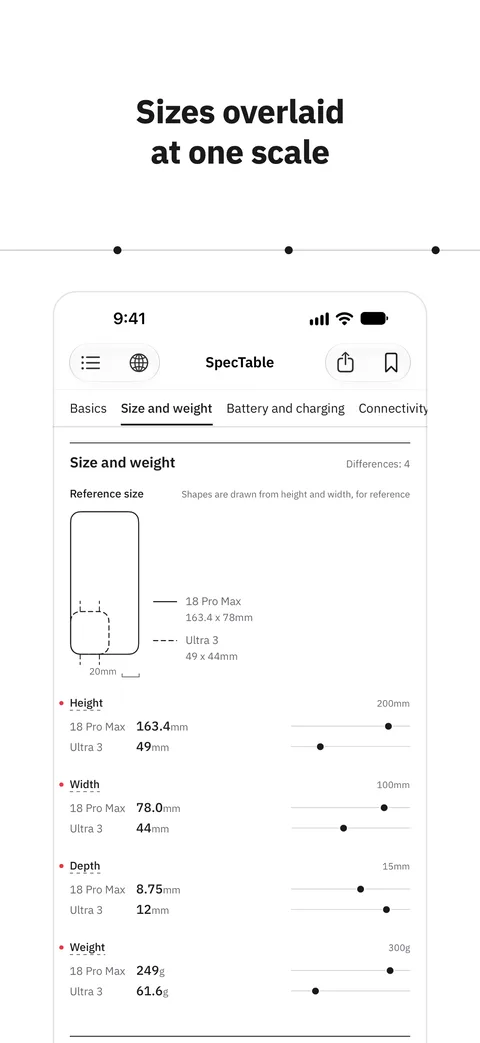 Sizes overlaid
at one scale
9:41
SpecTable
Basics Size and weight Battery and charging Connectivity
Size and weight Differences: 4
Reference size Shapes are drawn from height and width, for reference
18 Pro Max
163.4 x 78mm
Ultra 3
49 x 44mm
20mm
Height 200mm
18 Pro Max 163.4mm
Ultra 3 49mm
Width 100mm
18 Pro Max 78.0mm
Ultra 3 44mm
Depth 15mm
18 Pro Max 8.75mm
Ultra 3 12mm
Weight 300g
18 Pro Max 249g
Ultra 3 61.6g